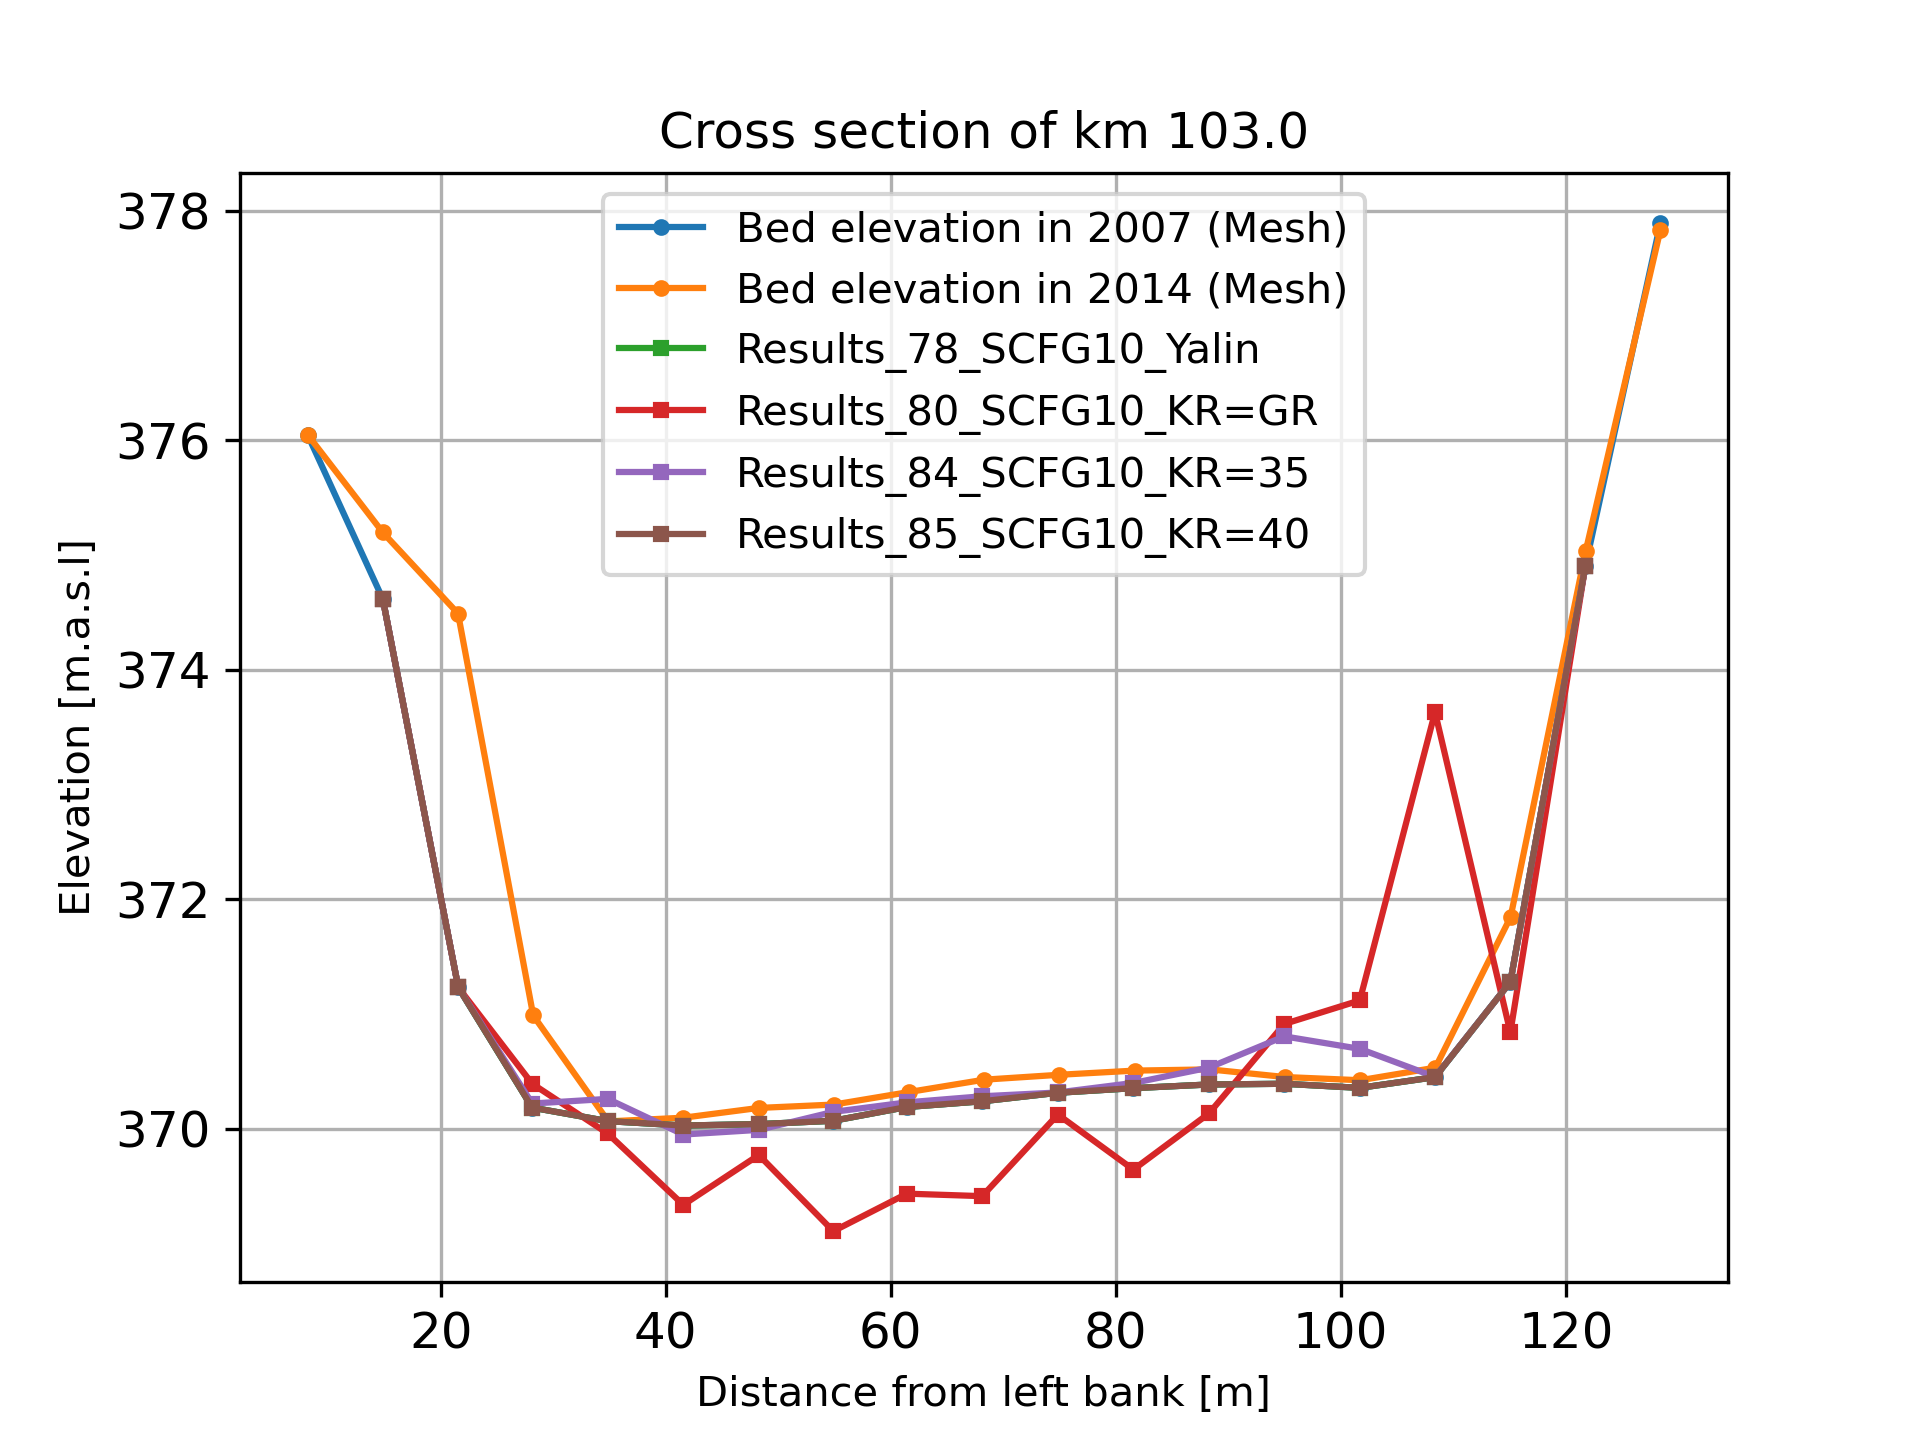 Cross section of km 103.0
378
376
374
372
370
Elevation [m.a.s.l]
Bed elevation in 2007 (Mesh)
Bed elevation in 2014 (Mesh)
Results_78_SCFG10_Yalin
Results_80_SCFG10_KR=GR
Results_84_SCFG10_KR=35
Results_85_SCFG10_KR=40
20 40 60 80 100 120
Distance from left bank [m]